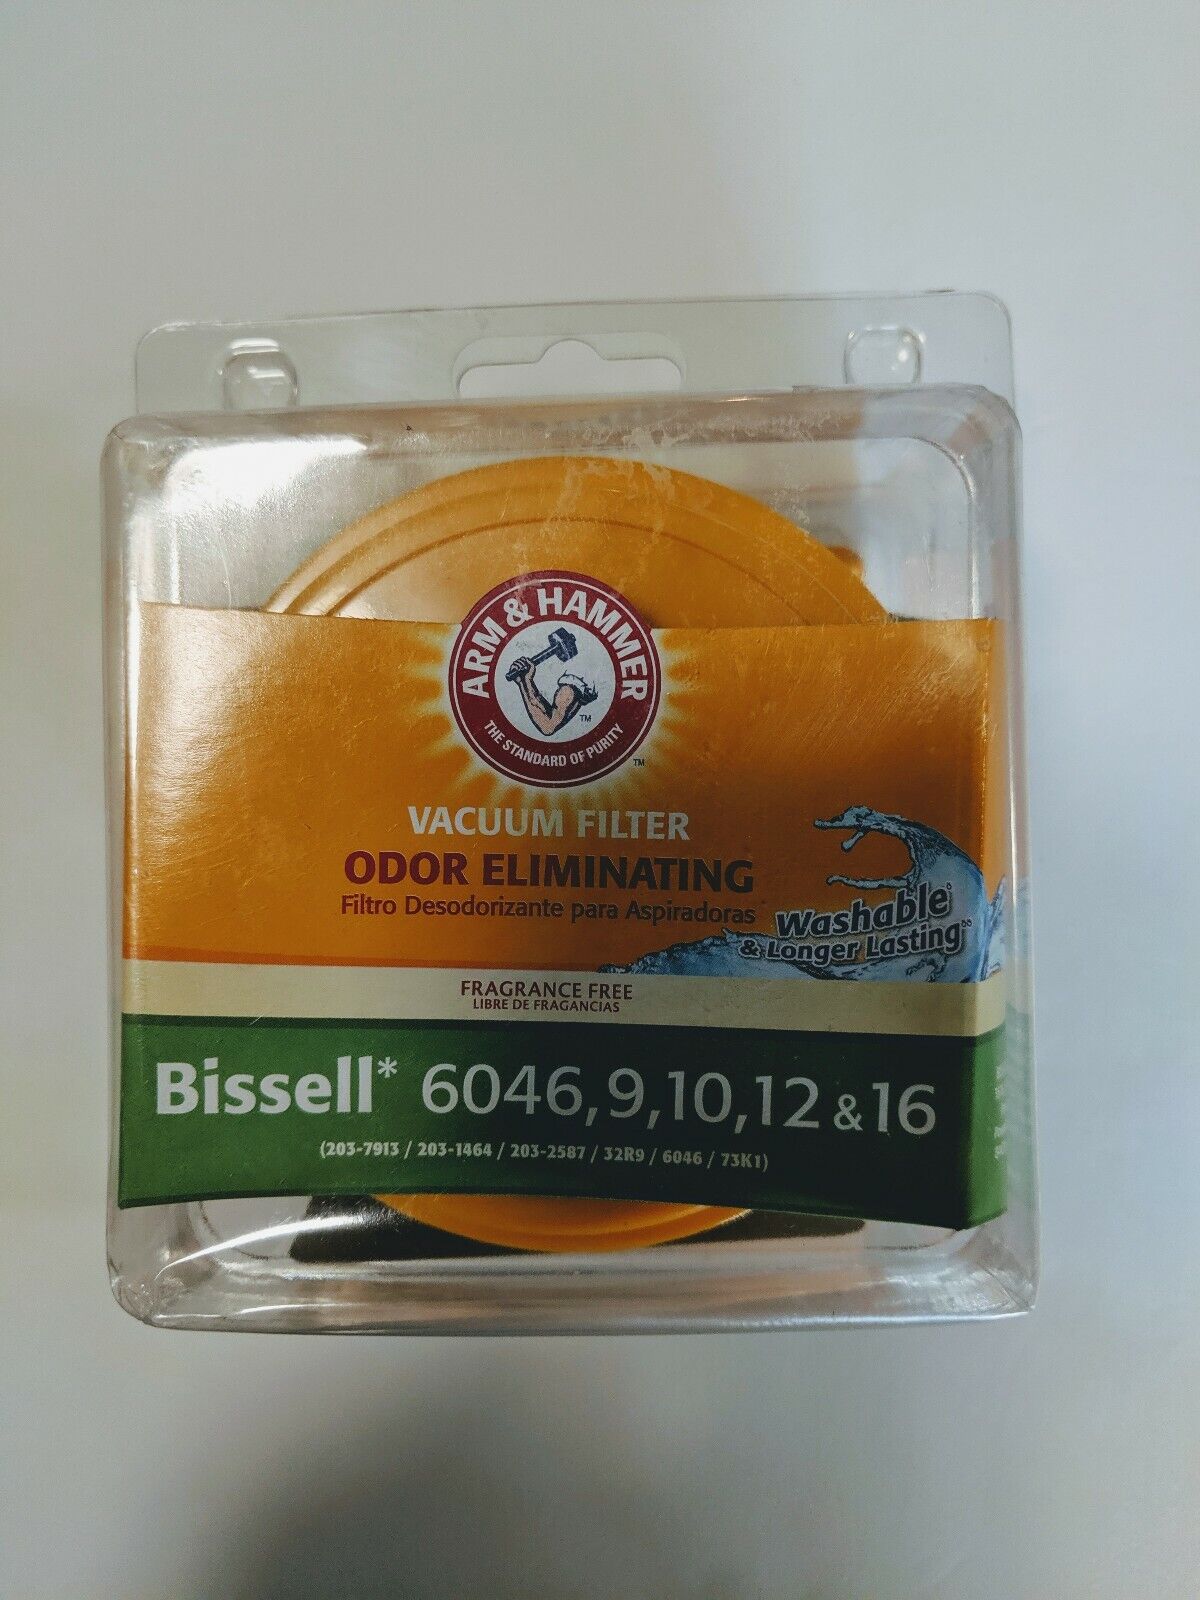 ARM & HAMMER
™
THE STANDARD OF PURITY
™
VACUUM FILTER
ODOR ELIMINATING
Filtro Desodorizante para Aspiradoras
Washable◊
& Longer Lasting◊◊
FRAGRANCE FREE
LIBRE DE FRAGANCIAS
Bissell* 6046,9,10,12 & 16
(203-7913 / 203-1464 / 203-2587 / 32R9 / 6046 / 73K1)